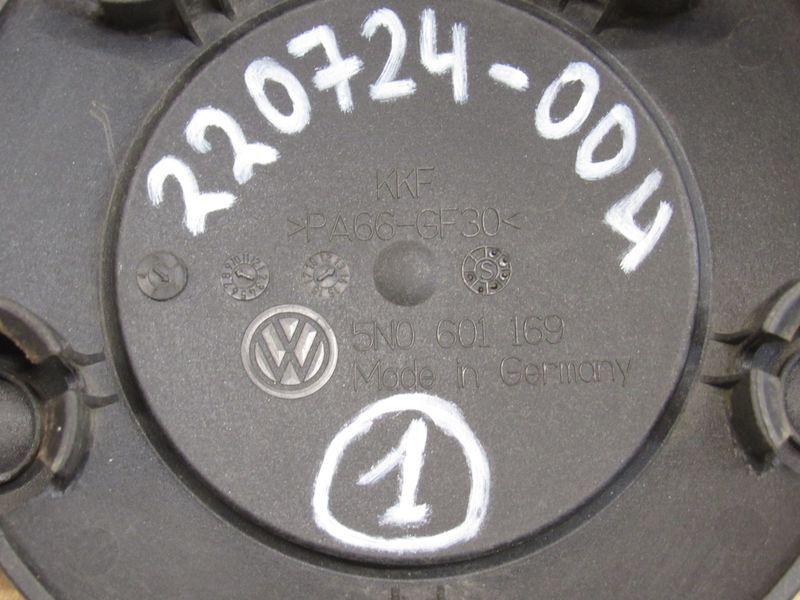 220724-004
KKF
>PA66-GF30<
5N0 601 169
Made in Germany
1